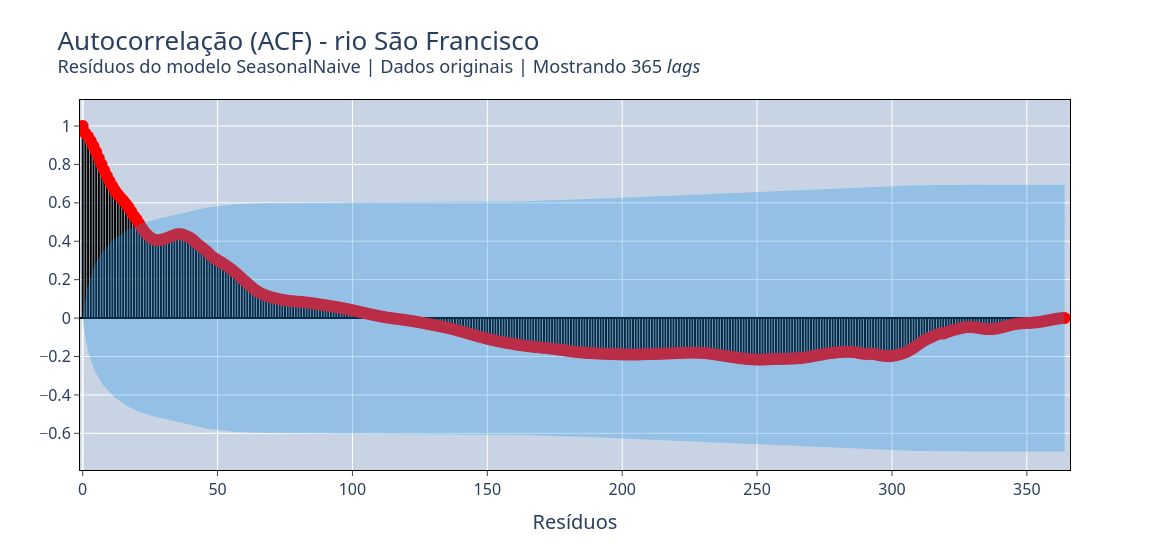 Autocorrelação (ACF) - rio São Francisco
Resíduos do modelo SeasonalNaive | Dados originais | Mostrando 365 lags
1
0.8
0.6
0.4
0.2
0
−0.2
−0.4
−0.6
0 50 100 150 200 250 300 350
Resíduos